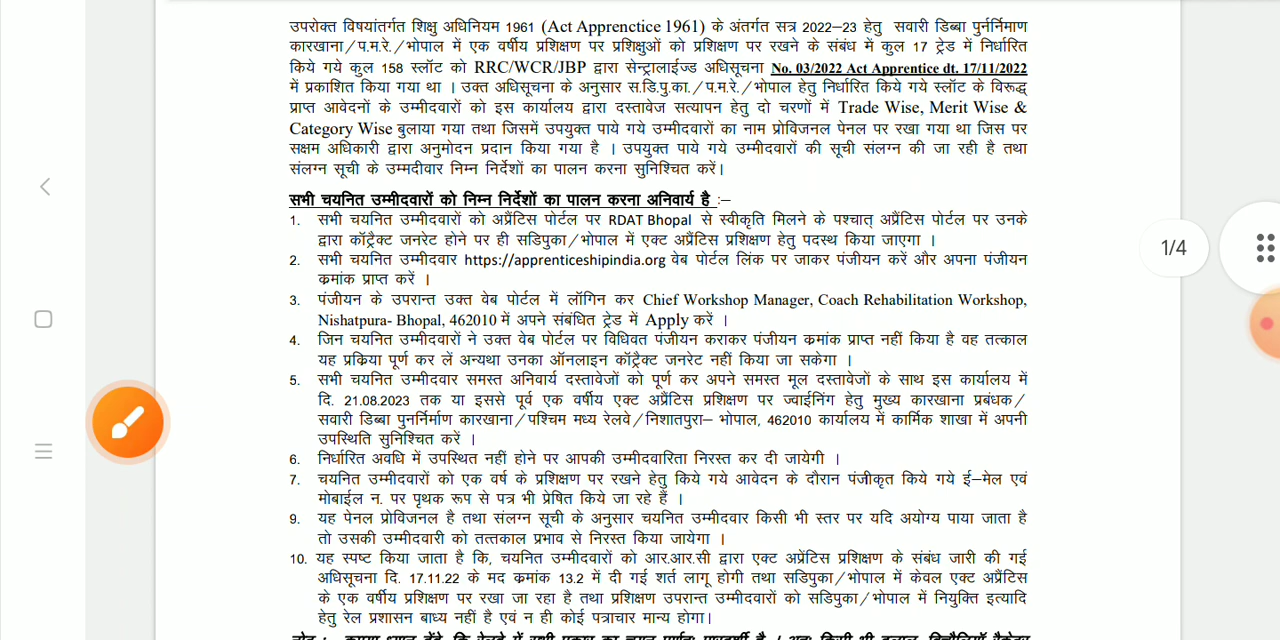 उपरोक्त विषयांतर्गत शिक्षु अधिनियम 1961 (Act Apprenctice 1961) के अंतर्गत सत्र 2022–23 हेतु सवारी डिब्बा पुर्नर्निमाण
कारखाना/प.म.रे./भोपाल में एक वर्षीय प्रशिक्षण पर प्रशिक्षुओं को प्रशिक्षण पर रखने के संबंध में कुल 17 ट्रेड में निर्धारित
किये गये कुल 158 स्लॉट को RRC/WCR/JBP द्वारा सेन्ट्रालाईज्ड अधिसूचना No. 03/2022 Act Apprentice dt. 17/11/2022
में प्रकाशित किया गया था । उक्त अधिसूचना के अनुसार स.डि.पु.का./प.म.रे./भोपाल हेतु निर्धारित किये गये स्लॉट के विरूद्ध
प्राप्त आवेदनों के उम्मीदवारों को इस कार्यालय द्वारा दस्तावेज सत्यापन हेतु दो चरणों में Trade Wise, Merit Wise &
Category Wise बुलाया गया तथा जिसमें उपयुक्त पाये गये उम्मीदवारों का नाम प्रोविजनल पेनल पर रखा गया था जिस पर
सक्षम अधिकारी द्वारा अनुमोदन प्रदान किया गया है । उपयुक्त पाये गये उम्मीदवारों की सूची संलग्न की जा रही है तथा
संलग्न सूची के उम्मदीवार निम्न निर्देशों का पालन करना सुनिश्चित करें।
सभी चयनित उम्मीदवारों को निम्न निर्देशों का पालन करना अनिवार्य है :–
1. सभी चयनित उम्मीदवारों को अप्रैंटिस पोर्टल पर RDAT Bhopal से स्वीकृति मिलने के पश्चात् अप्रैंटिस पोर्टल पर उनके
द्वारा कॉट्रैक्ट जनरेट होने पर ही सडिपुका/भोपाल में एक्ट अप्रैंटिस प्रशिक्षण हेतु पदस्थ किया जाएगा ।
2. सभी चयनित उम्मीदवार https://apprenticeshipindia.org वेब पोर्टल लिंक पर जाकर पंजीयन करें और अपना पंजीयन
क्रमांक प्राप्त करें ।
3. पंजीयन के उपरान्त उक्त वेब पोर्टल में लॉगिन कर Chief Workshop Manager, Coach Rehabilitation Workshop,
Nishatpura- Bhopal, 462010 में अपने संबंधित ट्रेड में Apply करें ।
4. जिन चयनित उम्मीदवारों ने उक्त वेब पोर्टल पर विधिवत पंजीयन कराकर पंजीयन क्रमांक प्राप्त नहीं किया है वह तत्काल
यह प्रक्रिया पूर्ण कर लें अन्यथा उनका ऑनलाइन कॉट्रैक्ट जनरेट नहीं किया जा सकेगा ।
5. सभी चयनित उम्मीदवार समस्त अनिवार्य दस्तावेजों को पूर्ण कर अपने समस्त मूल दस्तावेजों के साथ इस कार्यालय में
दि. 21.08.2023 तक या इससे पूर्व एक वर्षीय एक्ट अप्रैंटिस प्रशिक्षण पर ज्वाईनिंग हेतु मुख्य कारखाना प्रबंधक/
सवारी डिब्बा पुनर्निर्माण कारखाना/पश्चिम मध्य रेलवे/निशातपुरा– भोपाल, 462010 कार्यालय में कार्मिक शाखा में अपनी
उपस्थिति सुनिश्चित करें ।
6. निर्धारित अवधि में उपस्थित नहीं होने पर आपकी उम्मीदवारिता निरस्त कर दी जायेगी ।
7. चयनित उम्मीदवारों को एक वर्ष के प्रशिक्षण पर रखने हेतु किये गये आवेदन के दौरान पंजीकृत किये गये ई–मेल एवं
मोबाईल न. पर पृथक रूप से पत्र भी प्रेषित किये जा रहे हैं ।
9. यह पेनल प्रोविजनल है तथा संलग्न सूची के अनुसार चयनित उम्मीदवार किसी भी स्तर पर यदि अयोग्य पाया जाता है
तो उसकी उम्मीदवारी को तत्तकाल प्रभाव से निरस्त किया जायेगा ।
10. यह स्पष्ट किया जाता है कि, चयनित उम्मीदवारों को आर.आर.सी द्वारा एक्ट अप्रेंटिस प्रशिक्षण के संबंध जारी की गई
अधिसूचना दि. 17.11.22 के मद क्रमांक 13.2 में दी गई शर्त लागू होगी तथा सडिपुका/भोपाल में केवल एक्ट अप्रैंटिस
के एक वर्षीय प्रशिक्षण पर रखा जा रहा है तथा प्रशिक्षण उपरान्त उम्मीदवारों को सडिपुका/भोपाल में नियुक्ति इत्यादि
हेतु रेल प्रशासन बाध्य नहीं है एवं न ही कोई पत्राचार मान्य होगा।
1/4